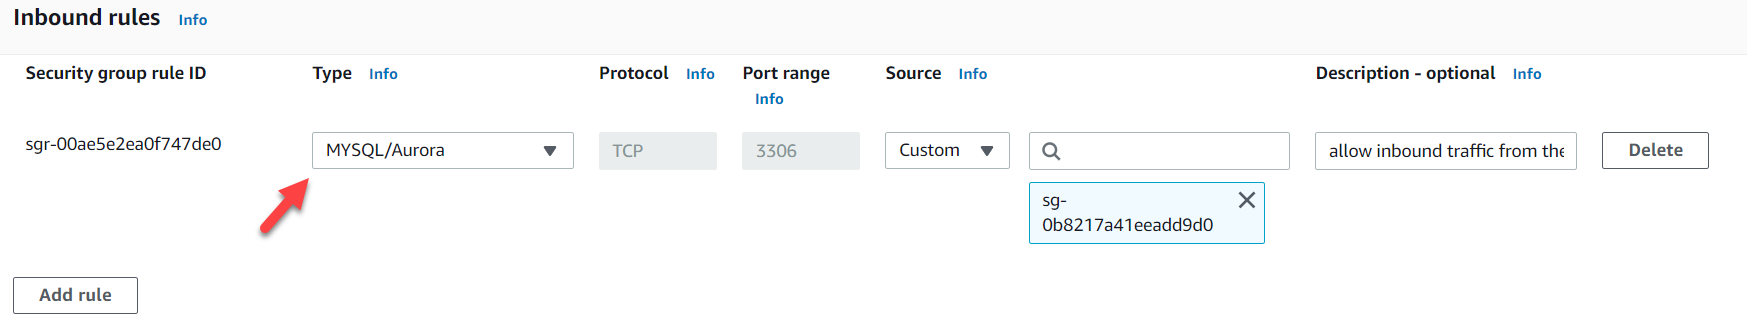 Inbound rules Info
Security group rule ID Type Info Protocol Info Port range Info Source Info Description - optional Info
sgr-00ae5e2ea0f747de0 MYSQL/Aurora TCP 3306 Custom allow inbound traffic from the Delete
sg-
0b8217a41eeadd9d0
Add rule